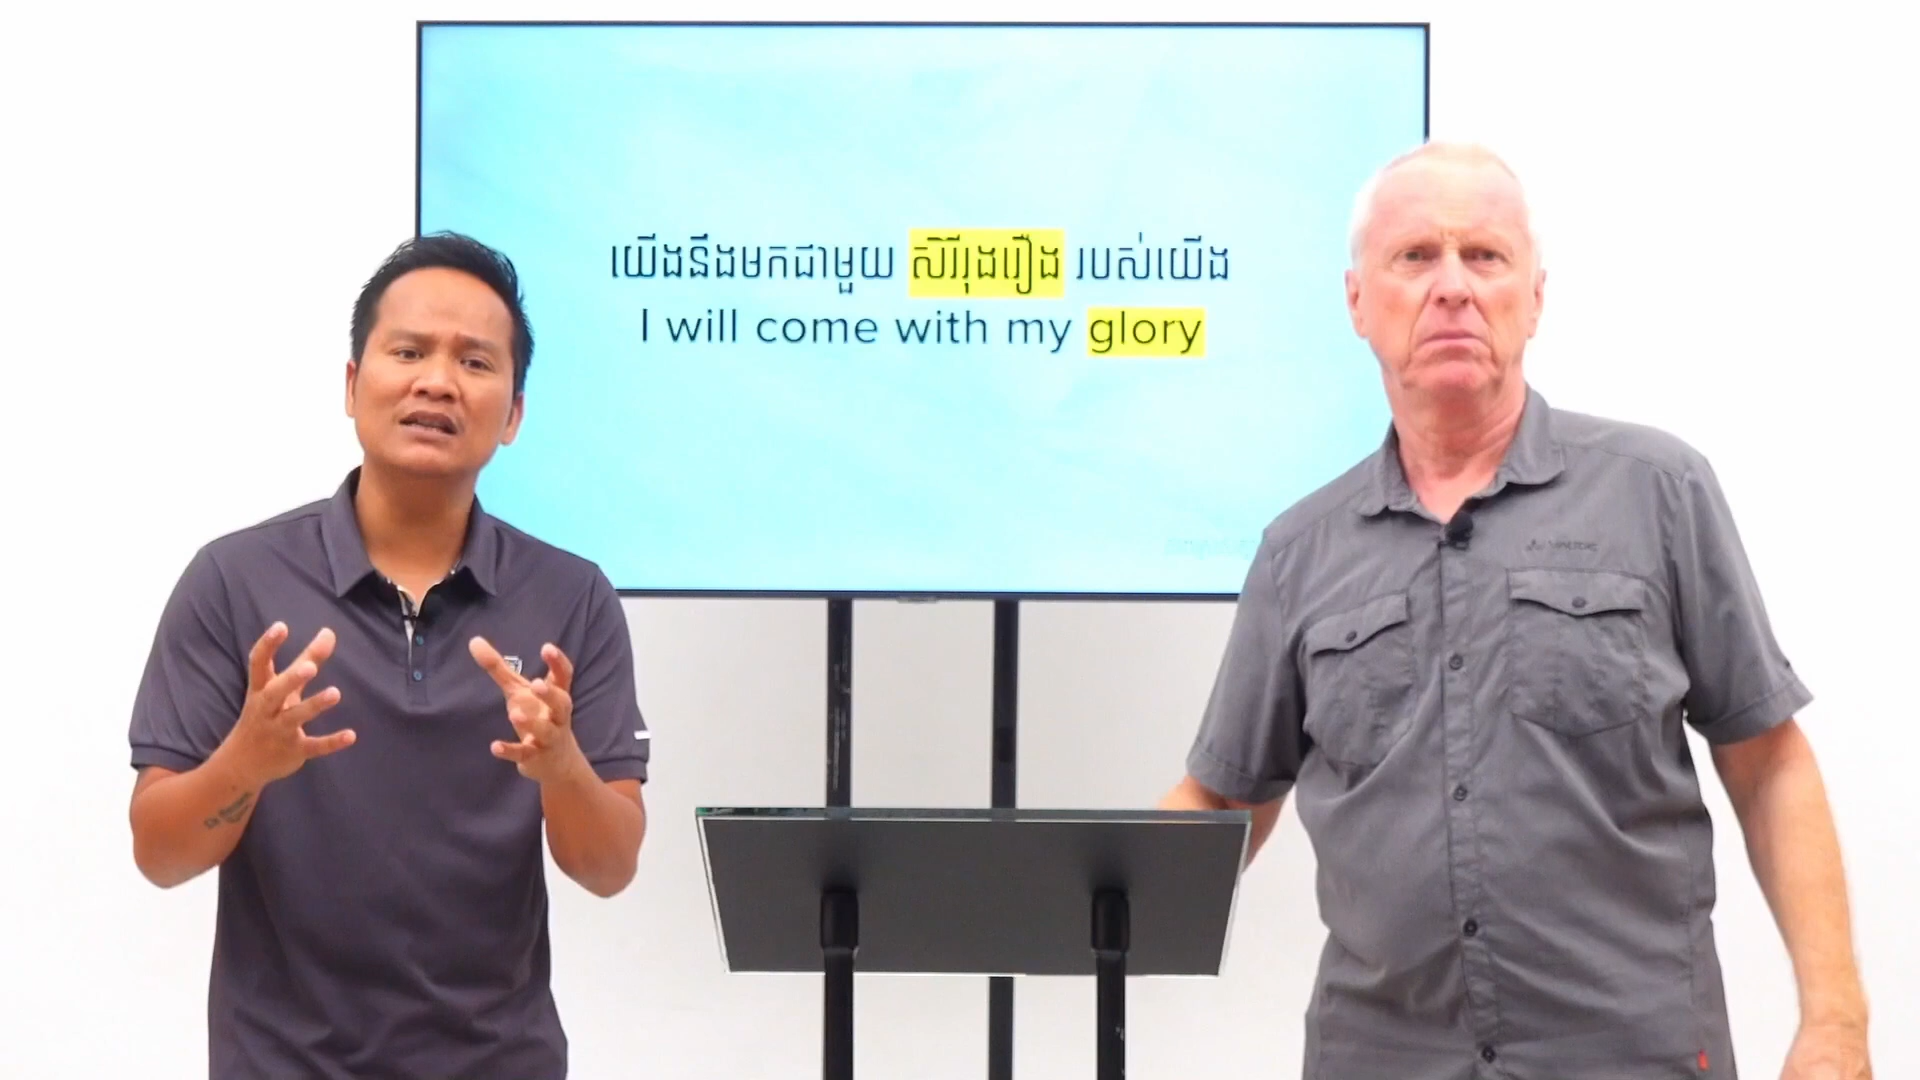 យើងនឹងមកជាមួយ សិរីរុងរឿង របស់យើង
I will come with my glory